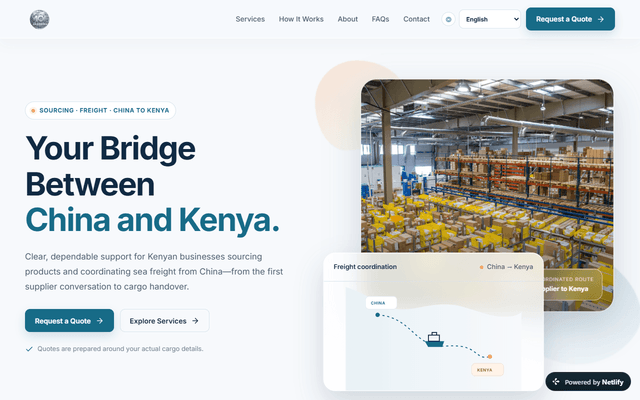 Services How It Works About FAQs Contact English Request a Quote →
SOURCING · FREIGHT · CHINA TO KENYA
Your Bridge
Between
China and Kenya.
Clear, dependable support for Kenyan businesses sourcing
products and coordinating sea freight from China—from the first
supplier conversation to cargo handover.
Request a Quote → Explore Services →
Quotes are prepared around your actual cargo details.
Freight coordination China ↔ Kenya
ROUTE
to Kenya
CHINA
KENYA
Powered by Netlify